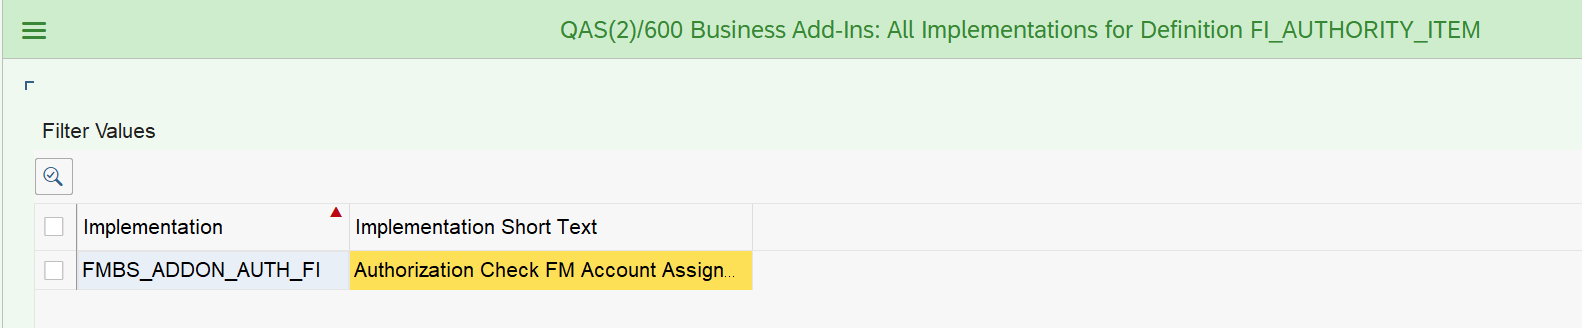 QAS(2)/600 Business Add-Ins: All Implementations for Definition FI_AUTHORITY_ITEM
Filter Values
Implementation Implementation Short Text
FMBS_ADDON_AUTH_FI Authorization Check FM Account Assign...